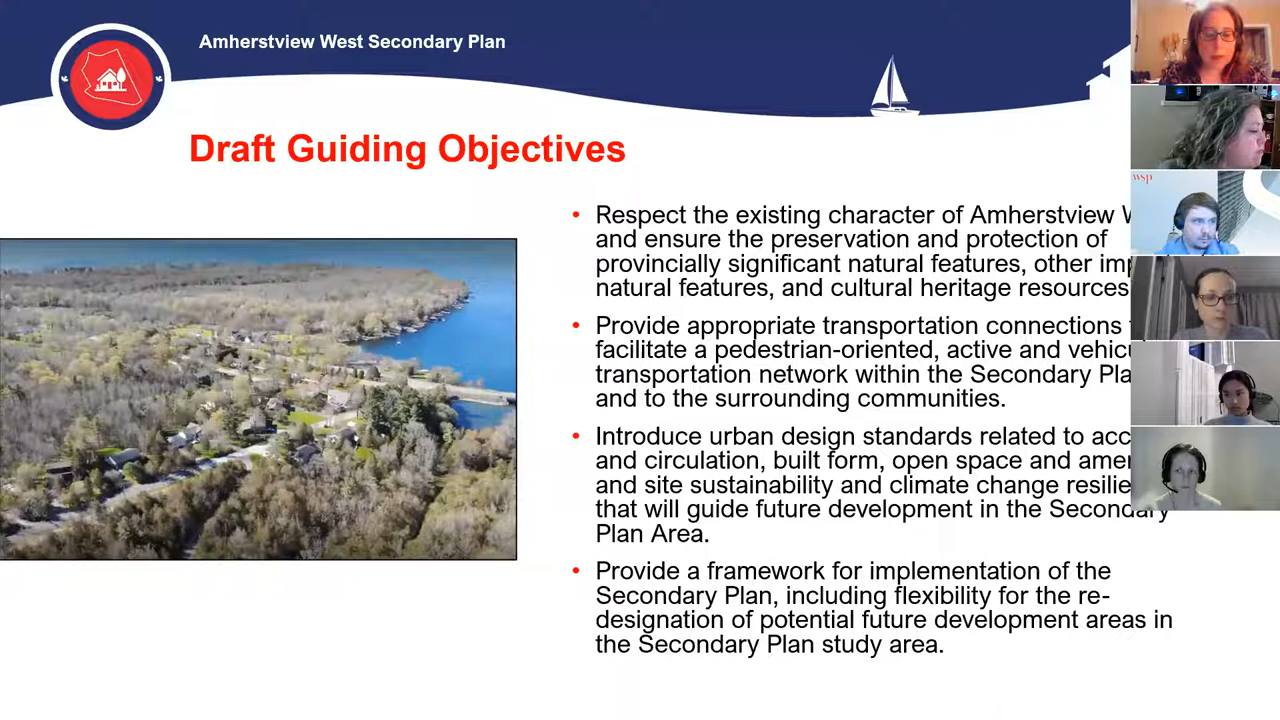 Amherstview West Secondary Plan
Draft Guiding Objectives
wsp
• Respect the existing character of Amherstview
and ensure the preservation and protection of
provincially significant natural features, other
natural features, and cultural heritage resources
• Provide appropriate transportation connections
facilitate a pedestrian-oriented, active and
transportation network within the Secondary
and to the surrounding communities.
• Introduce urban design standards related to
and circulation, built form, open space and
and site sustainability and climate change
that will guide future development in the Secondary
Plan Area.
• Provide a framework for implementation of the
Secondary Plan, including flexibility for the re-
designation of potential future development areas in
the Secondary Plan study area.